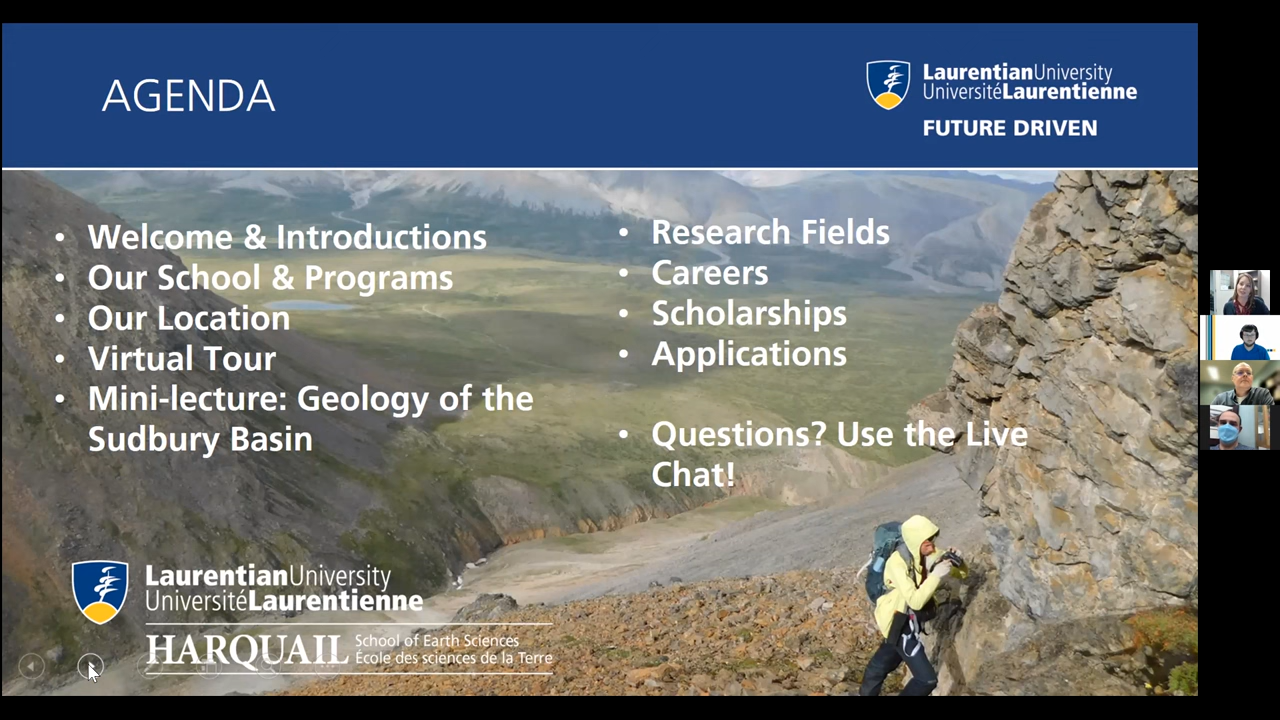 AGENDA
LaurentianUniversity
UniversitéLaurentienne
FUTURE DRIVEN
• Welcome & Introductions
• Our School & Programs
• Our Location
• Virtual Tour
• Mini-lecture: Geology of the
Sudbury Basin
• Research Fields
• Careers
• Scholarships
• Applications
• Questions? Use the Live
Chat!
LaurentianUniversity
UniversitéLaurentienne
HARQUAIL School of Earth Sciences
École des sciences de la Terre